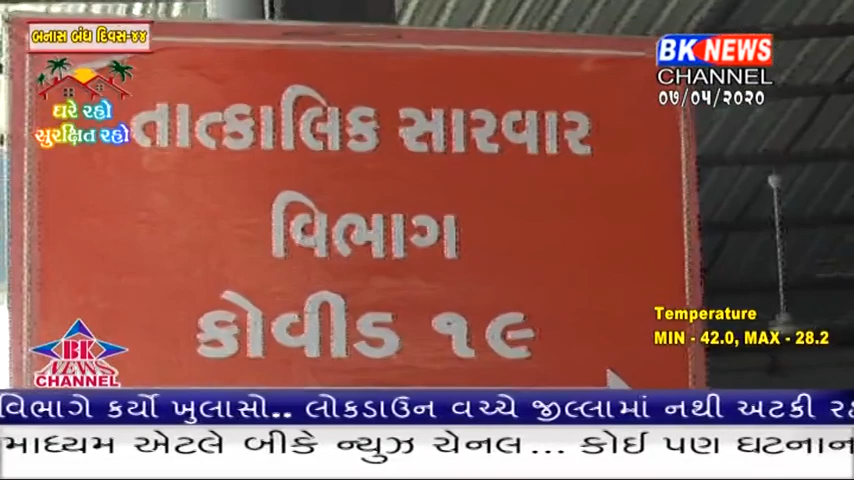 બનાસ બંધ દિવસ-૪૪
BK NEWS
CHANNEL
૦૭/૦૫/૨૦૨૦
ઘરે રહો
સુરક્ષિત રહો
તાત્કાલિક સારવાર
વિભાગ
કોવીડ ૧૯
Temperature
MIN - 42.0, MAX - 28.2
BK
NEWS
CHANNEL
વિભાગે કર્યો ખુલાસો.. લોકડાઉન વચ્ચે જીલ્લામાં નથી અટકી
માધ્યમ એટલે બીકે ન્યુઝ ચેનલ... કોઈ પણ